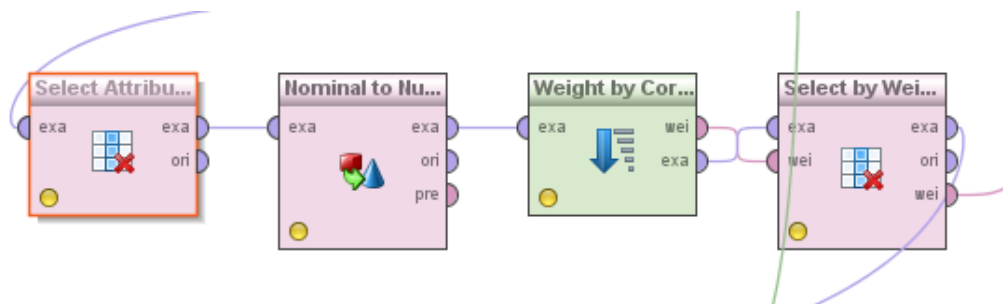 Select Attribu...
exa exa
ori
Nominal to Nu...
exa exa
ori
pre
Weight by Cor...
exa wei
exa
Select by Wei...
exa exa
wei ori
wei